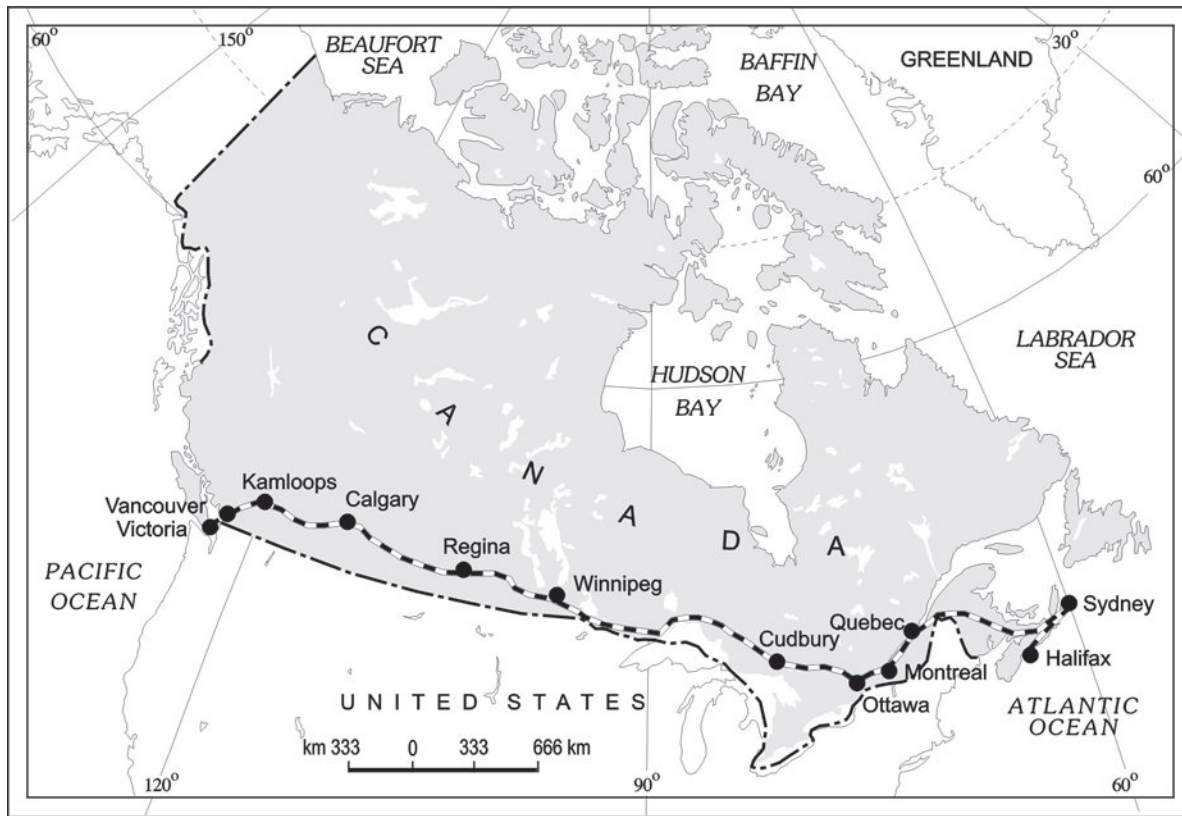 60°
150°
BEAUFORT
SEA
BAFFIN
BAY
GREENLAND
30°
60°
LABRADOR
SEA
HUDSON
BAY
C A N A D A
Kamloops
Vancouver
Victoria
Calgary
Regina
Winnipeg
PACIFIC
OCEAN
Cudbury
Quebec
Sydney
Montreal
Halifax
Ottawa
UNITED STATES
ATLANTIC
OCEAN
km 333 0 333 666 km
120°
90°
60°